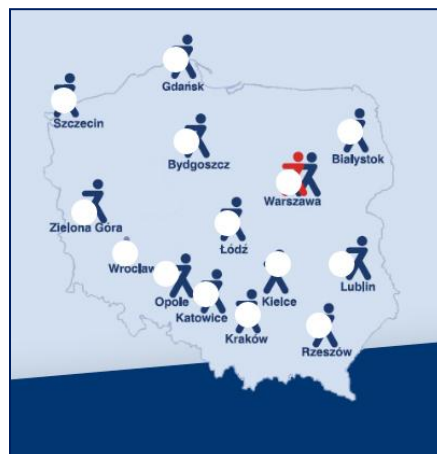 Gdańsk
Szczecin
Bydgoszcz
Białystok
Warszawa
Zielona Góra
Łódź
Wrocław
Lublin
Opole
Kielce
Katowice
Kraków
Rzeszów